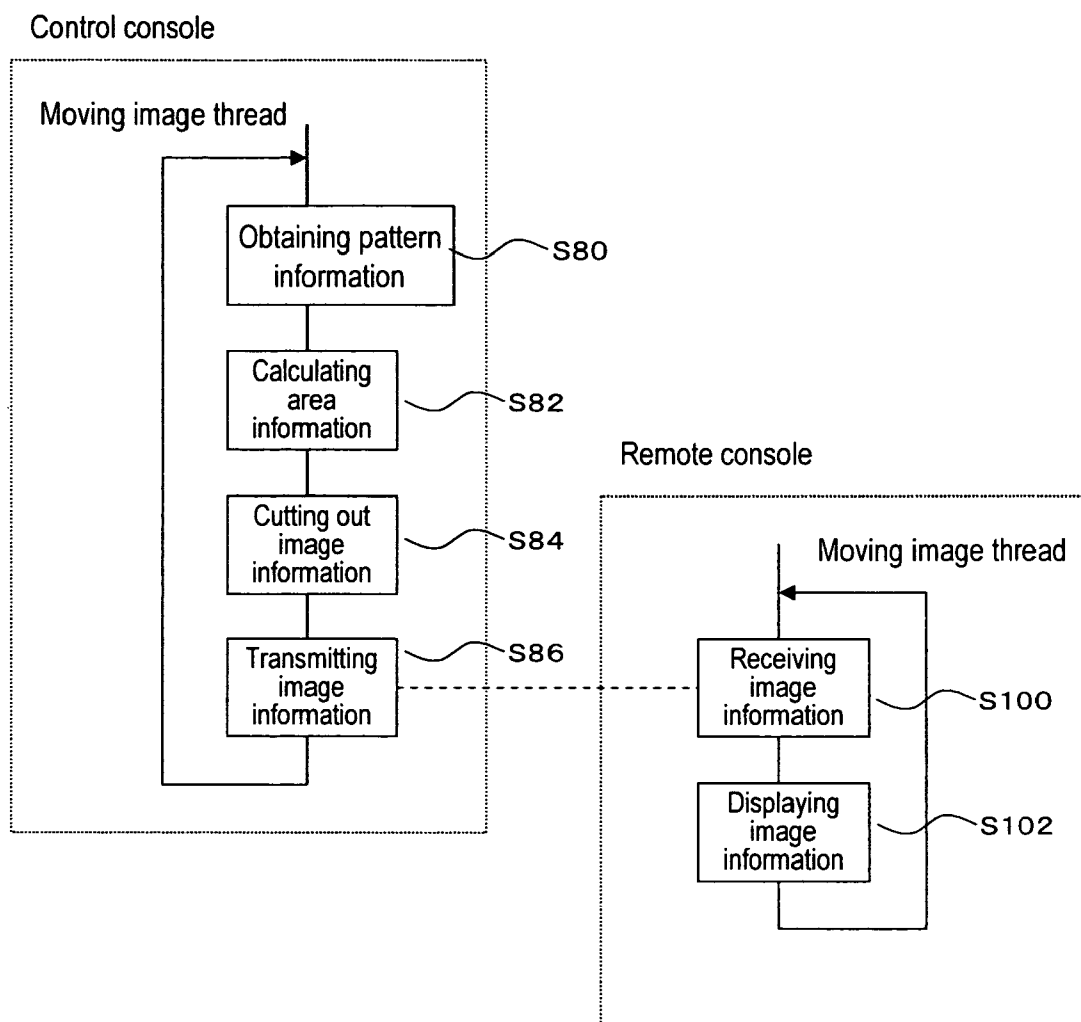 Control console
Moving image thread
Obtaining pattern
information
S80
Calculating
area
information
S82
Cutting out
image
information
S84
Transmitting
image
information
S86
Remote console
Moving image thread
Receiving
image
information
S100
Displaying
image
information
S102